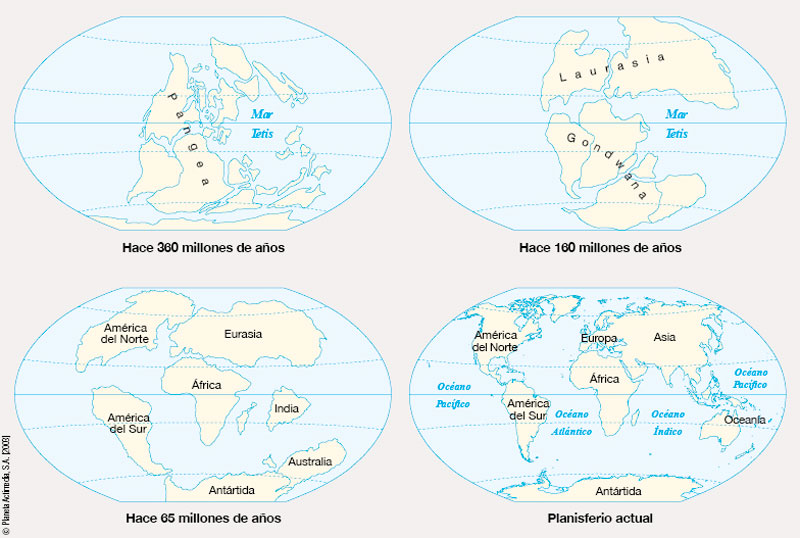 Pangea
Mar
Tetis
Hace 360 millones de años
Laurasia
Gondwana
Mar
Tetis
Hace 160 millones de años
América
del Norte
Eurasia
África
América
del Sur
India
Australia
Antártida
Hace 65 millones de años
América
del Norte
Europa
Asia
Océano
Pacífico
África
Océano
Pacífico
América
del Sur
Océano
Atlántico
Océano
Índico
Oceanía
Antártida
Planisferio actual
© Planeta Actimedia, S.A. [2003]